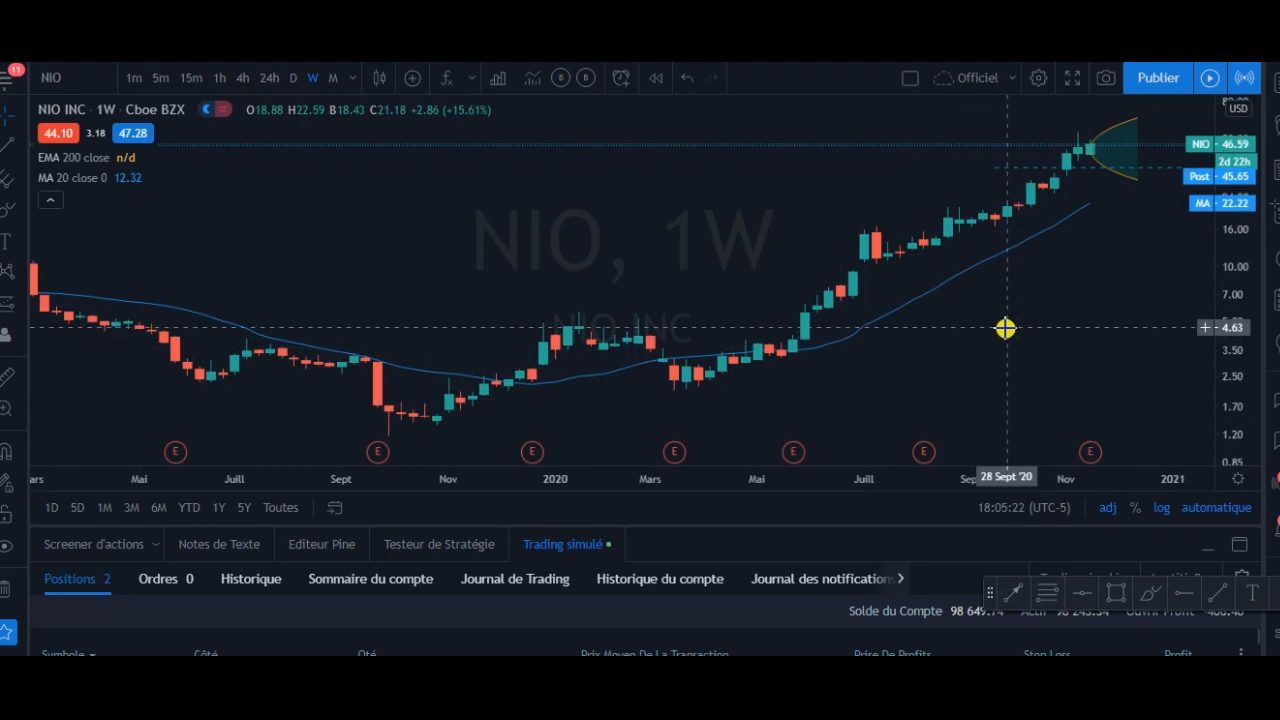 11
NIO 1m 5m 15m 1h 4h 24h D W M B B Officiel Publier
NIO INC · 1W · Cboe BZX O18.88 H22.59 B18.43 C21.18 +2.86 (+15.61%)
USD
44.10 3.18 47.28
NIO 46.59
EMA 200 close n/d
2d 22h
MA 20 close 0 12.32
Post 45.65
MA 22.22
NIO, 1W
NIO INC
16.00
10.00
7.00
4.63
3.50
2.50
1.70
1.20
0.85
E E E E E E E
Mai Juill Sept Nov 2020 Mars Mai Juill 28 Sept '20 Nov 2021
1D 5D 1M 3M 6M YTD 1Y 5Y Toutes 18:05:22 (UTC-5) adj % log automatique
Screener d'actions Notes de Texte Editeur Pine Testeur de Stratégie Trading simulé
Positions 2 Ordres 0 Historique Sommaire du compte Journal de Trading Historique du compte Journal des notifications
Solde du Compte 98 649.74
Symbole Côté Qté Prix Moyen De La Transaction Prise De Profits Stop Loss Profit